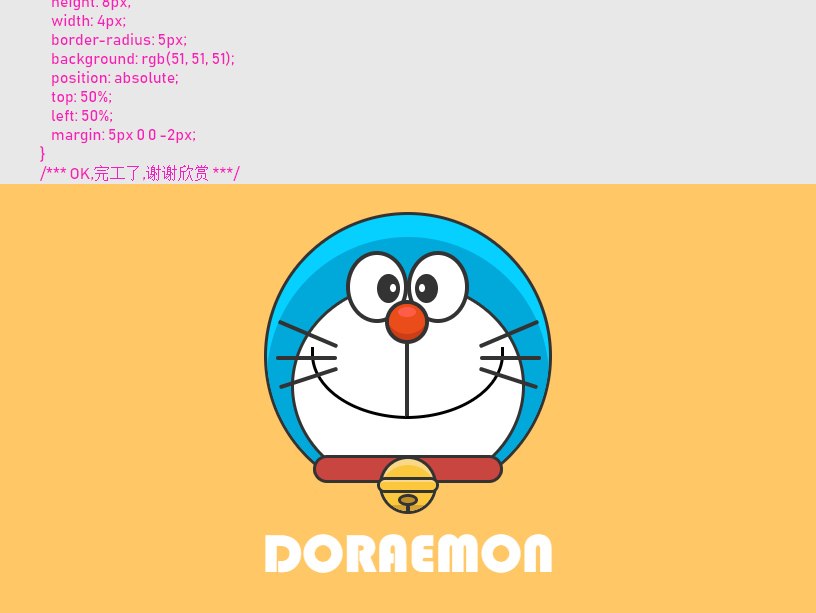 height: 8px;
width: 4px;
border-radius: 5px;
background: rgb(51, 51, 51);
position: absolute;
top: 50%;
left: 50%;
margin: 5px 0 0 -2px;
}
/*** OK,完工了,谢谢欣赏 ***/
DORAEMON